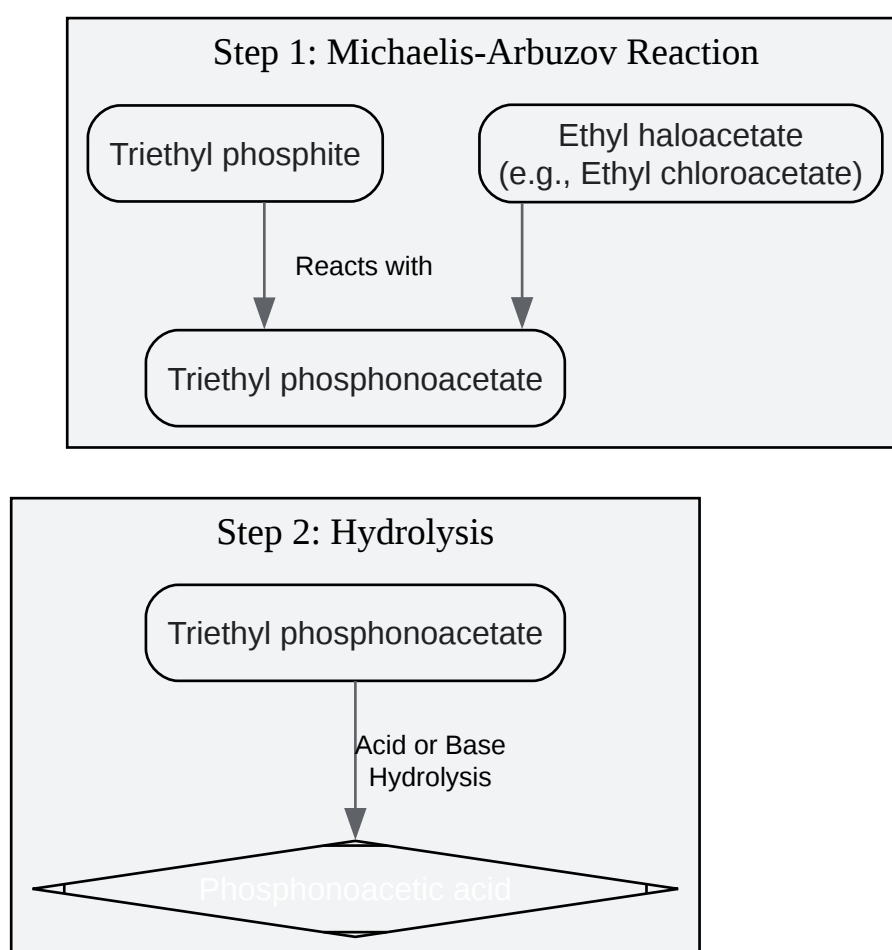 Step 1: Michaelis-Arbuzov Reaction
Triethyl phosphite
Ethyl haloacetate
(e.g., Ethyl chloroacetate)
Reacts with
Triethyl phosphonoacetate
Step 2: Hydrolysis
Triethyl phosphonoacetate
Acid or Base
Hydrolysis
Phosphonoacetic acid